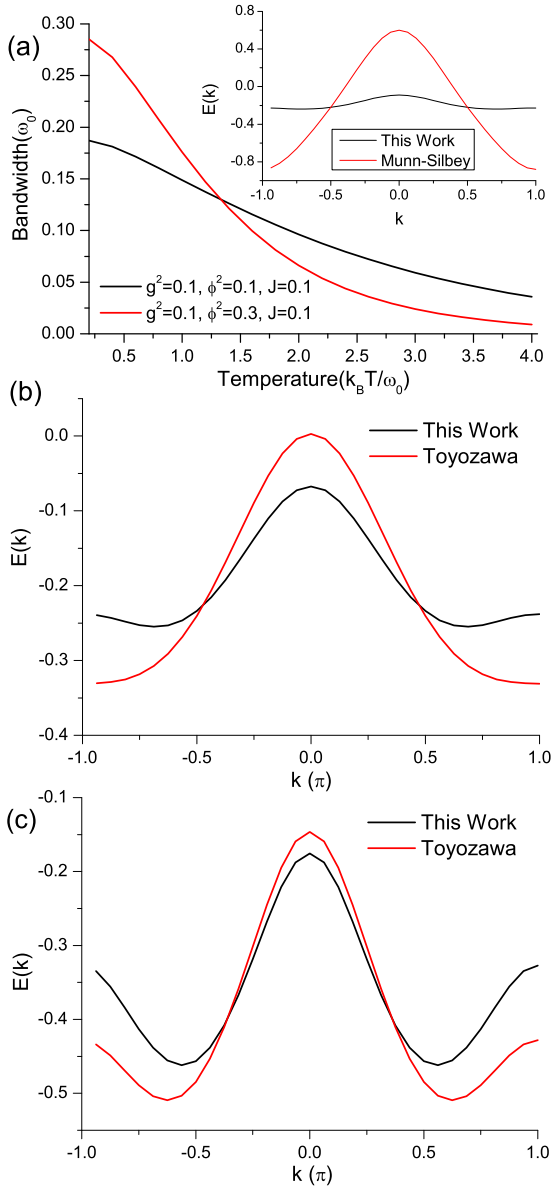 (a)
Bandwidth(ω₀)
0.30
0.25
0.20
0.15
0.10
0.05
0.00
0.5 1.0 1.5 2.0 2.5 3.0 3.5 4.0
Temperature(k_BT/ω₀)
g²=0.1, ϕ²=0.1, J=0.1
g²=0.1, ϕ²=0.3, J=0.1
E(k)
0.8
0.4
0.0
-0.4
-0.8
-1.0 -0.5 0.0 0.5 1.0
k
This Work
Munn-Silbey
(b)
E(k)
0.0
-0.1
-0.2
-0.3
-0.4
-1.0 -0.5 0.0 0.5 1.0
k (π)
This Work
Toyozawa
(c)
E(k)
-0.1
-0.2
-0.3
-0.4
-0.5
-1.0 -0.5 0.0 0.5 1.0
k (π)
This Work
Toyozawa